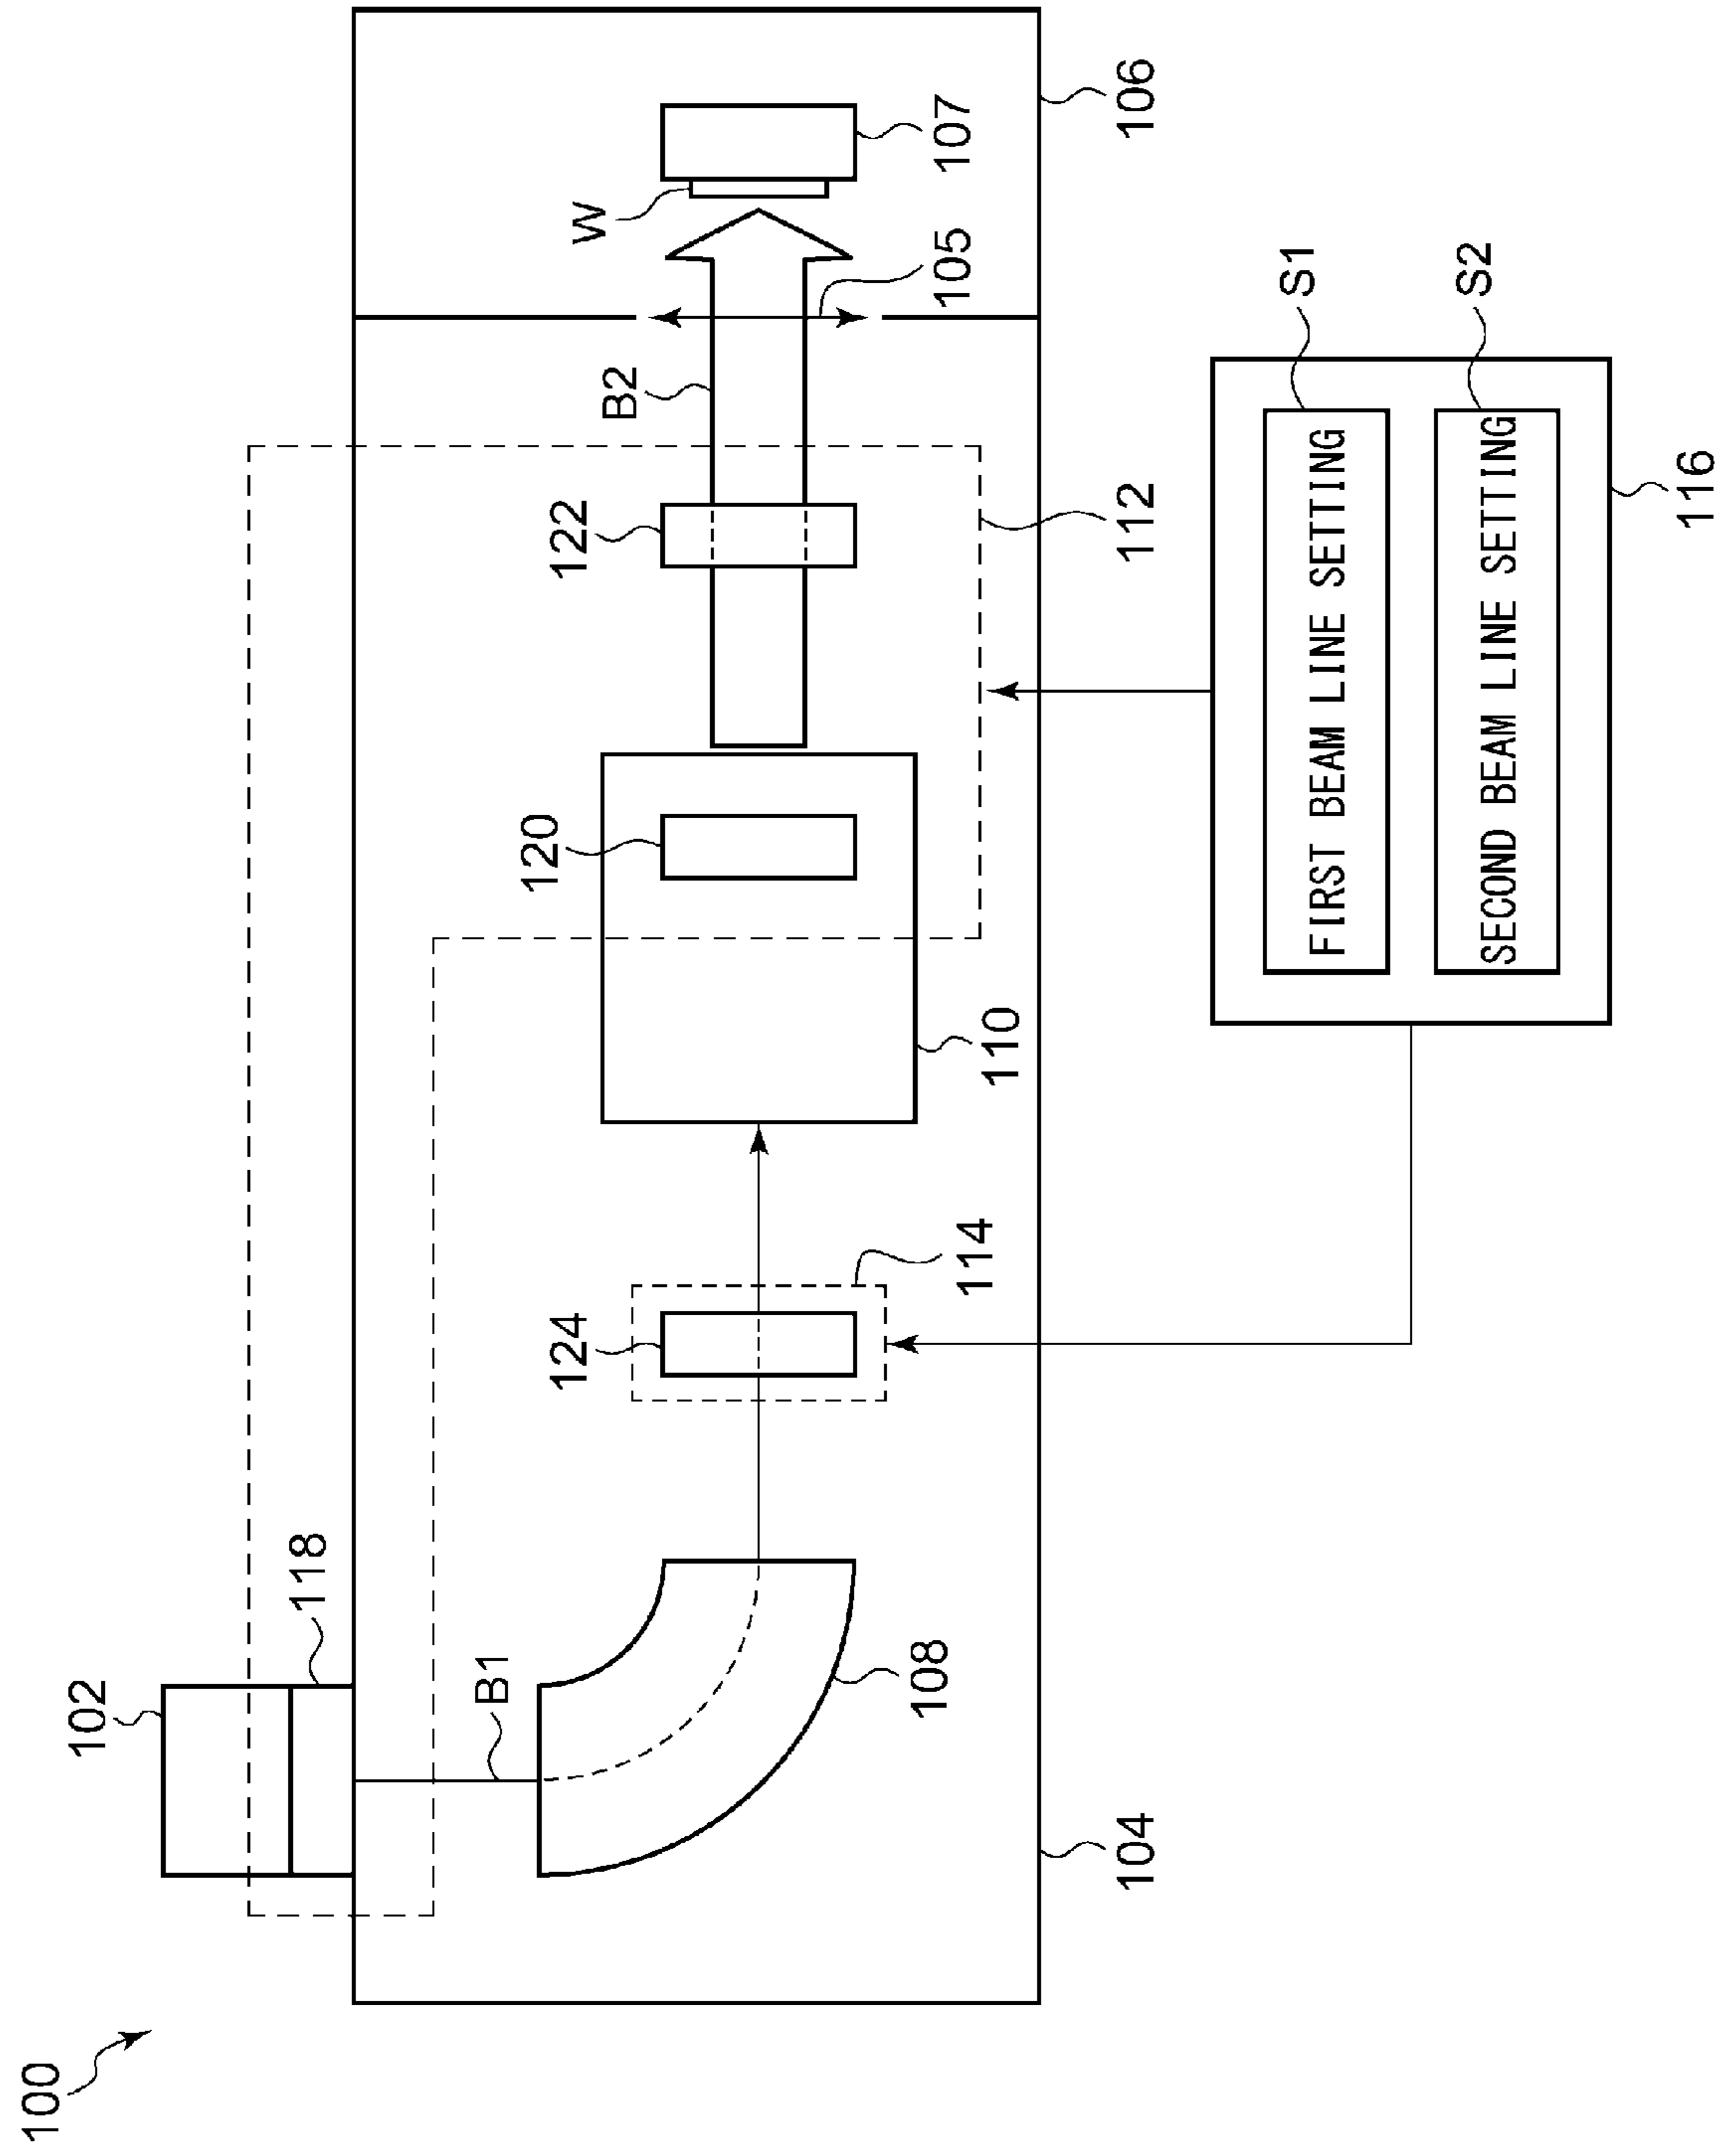 100
102
118
B1
120
124
122
W
B2
108
105
107
114
110
104
112
106
FIRST BEAM LINE SETTING
S1
SECOND BEAM LINE SETTING
S2
116